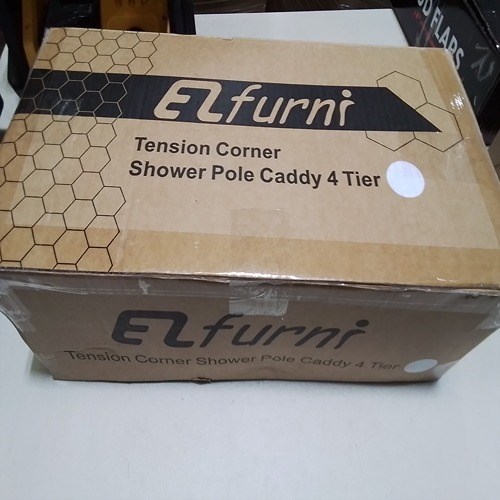 EZfurni
Tension Corner
Shower Pole Caddy 4 Tier
EZfurni
Tension Corner Shower Pole Caddy 4 Tier